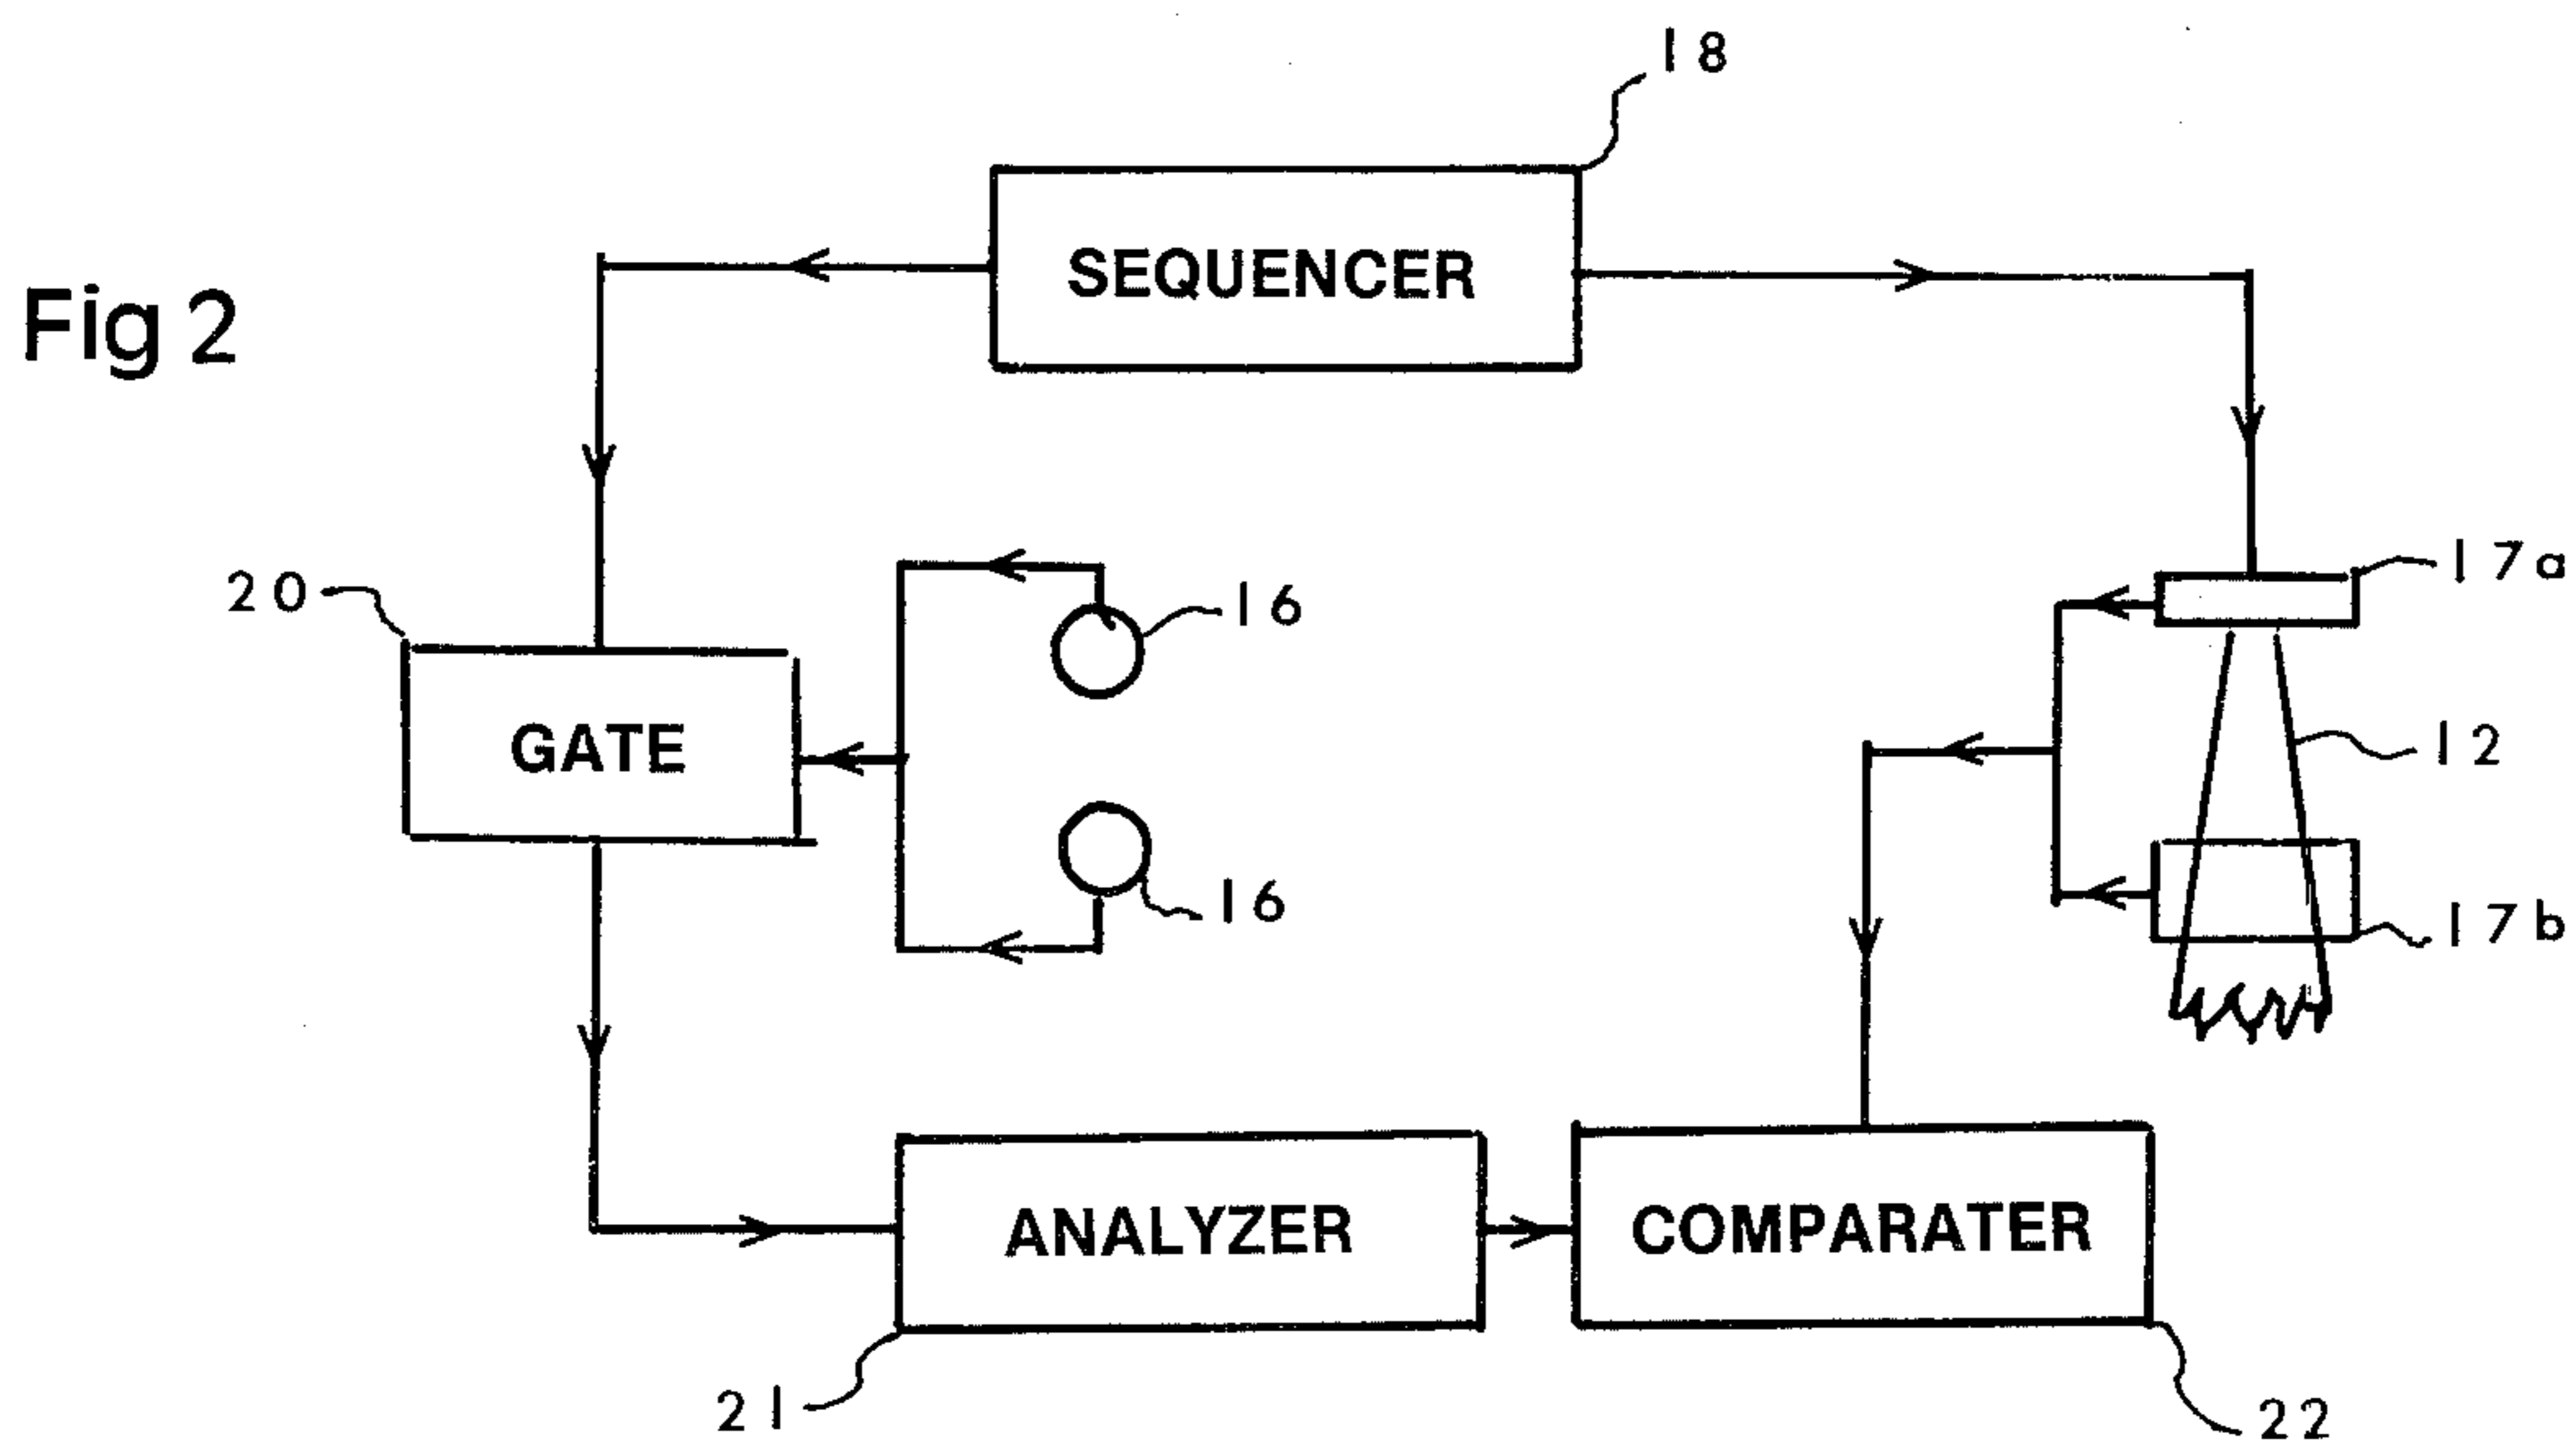 18
SEQUENCER
Fig 2
17a
20
16
GATE
12
16
17b
ANALYZER
COMPARATER
21
22